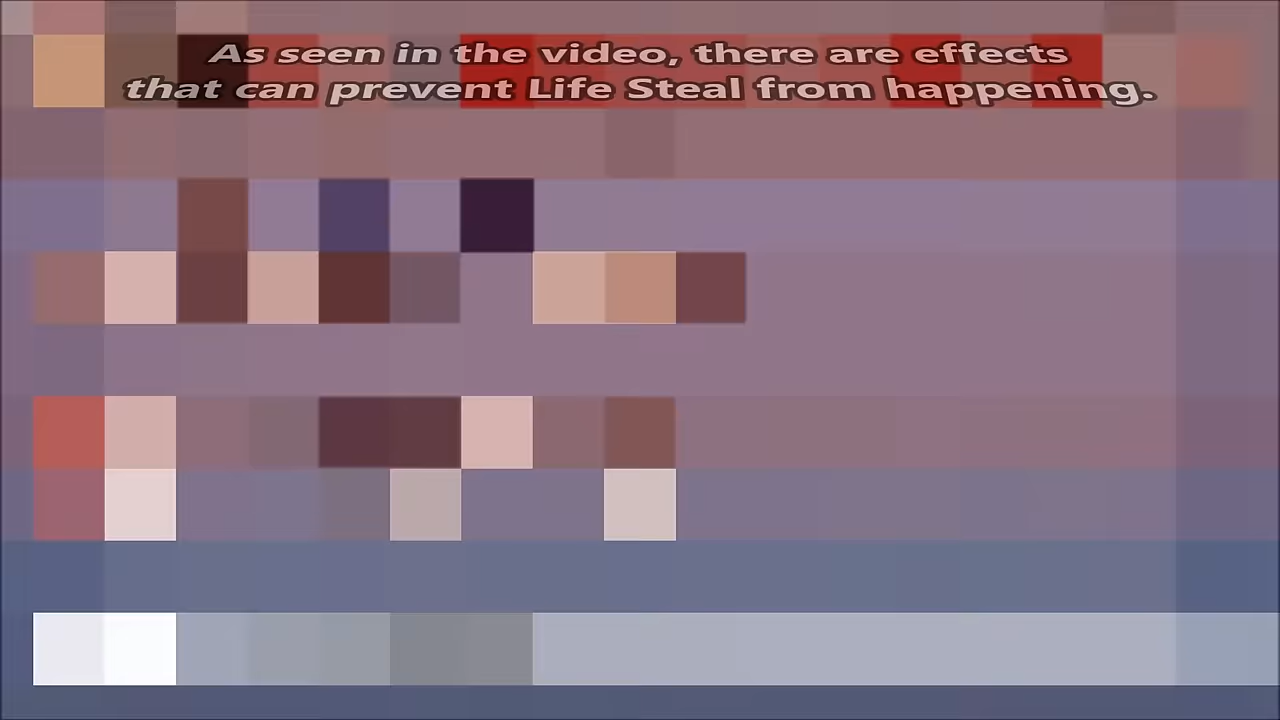 As seen in the video, there are effects
that can prevent Life Steal from happening.